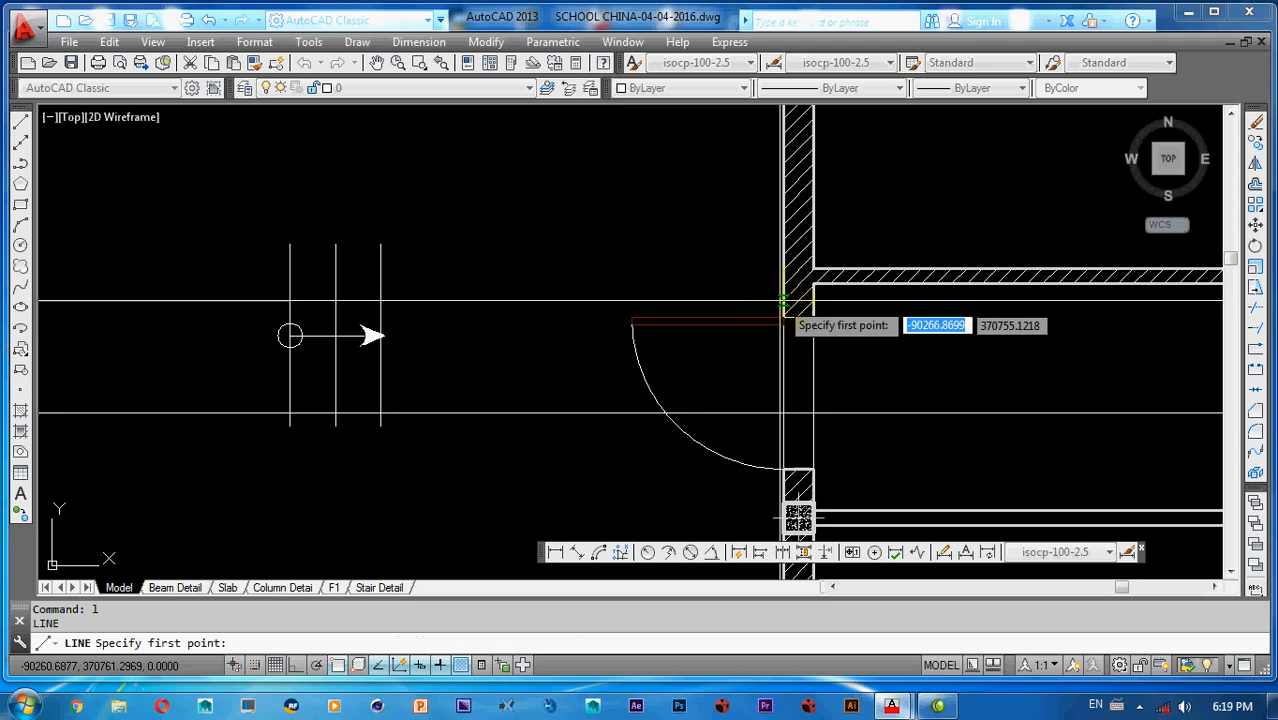 AutoCAD Classic AutoCAD 2013 SCHOOL CHINA-04-04-2016.dwg Type a keyword or phrase Sign In
File Edit View Insert Format Tools Draw Dimension Modify Parametric Window Help Express
isocp-100-2.5 isocp-100-2.5 Standard Standard
AutoCAD Classic 0 ByLayer ByLayer ByLayer ByColor
[−][Top][2D Wireframe]
N
W TOP E
S
WCS
Specify first point: -90266.8699 370755.1218
Y
X
isocp-100-2.5
Model Beam Detail Slab Column Detai F1 Stair Detail
Command: l
LINE
LINE Specify first point:
-90260.6877, 370761.2969, 0.0000 MODEL 1:1
EN 6:19 PM